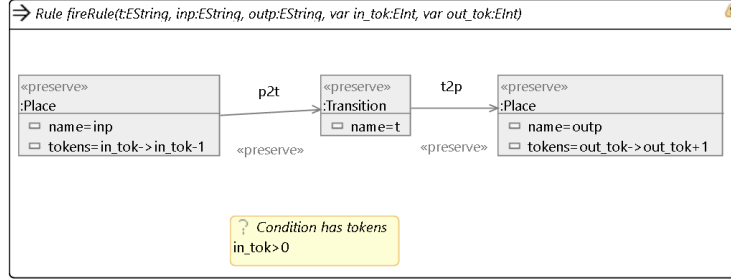 Rule fireRule(t:EString, inp:EString, outp:EString, var in_tok:EInt, var out_tok:EInt)
«preserve»
:Place
name=inp
tokens=in_tok->in_tok-1
p2t
«preserve»
«preserve»
:Transition
name=t
t2p
«preserve»
«preserve»
:Place
name=outp
tokens=out_tok->out_tok+1
? Condition has tokens
in_tok>0